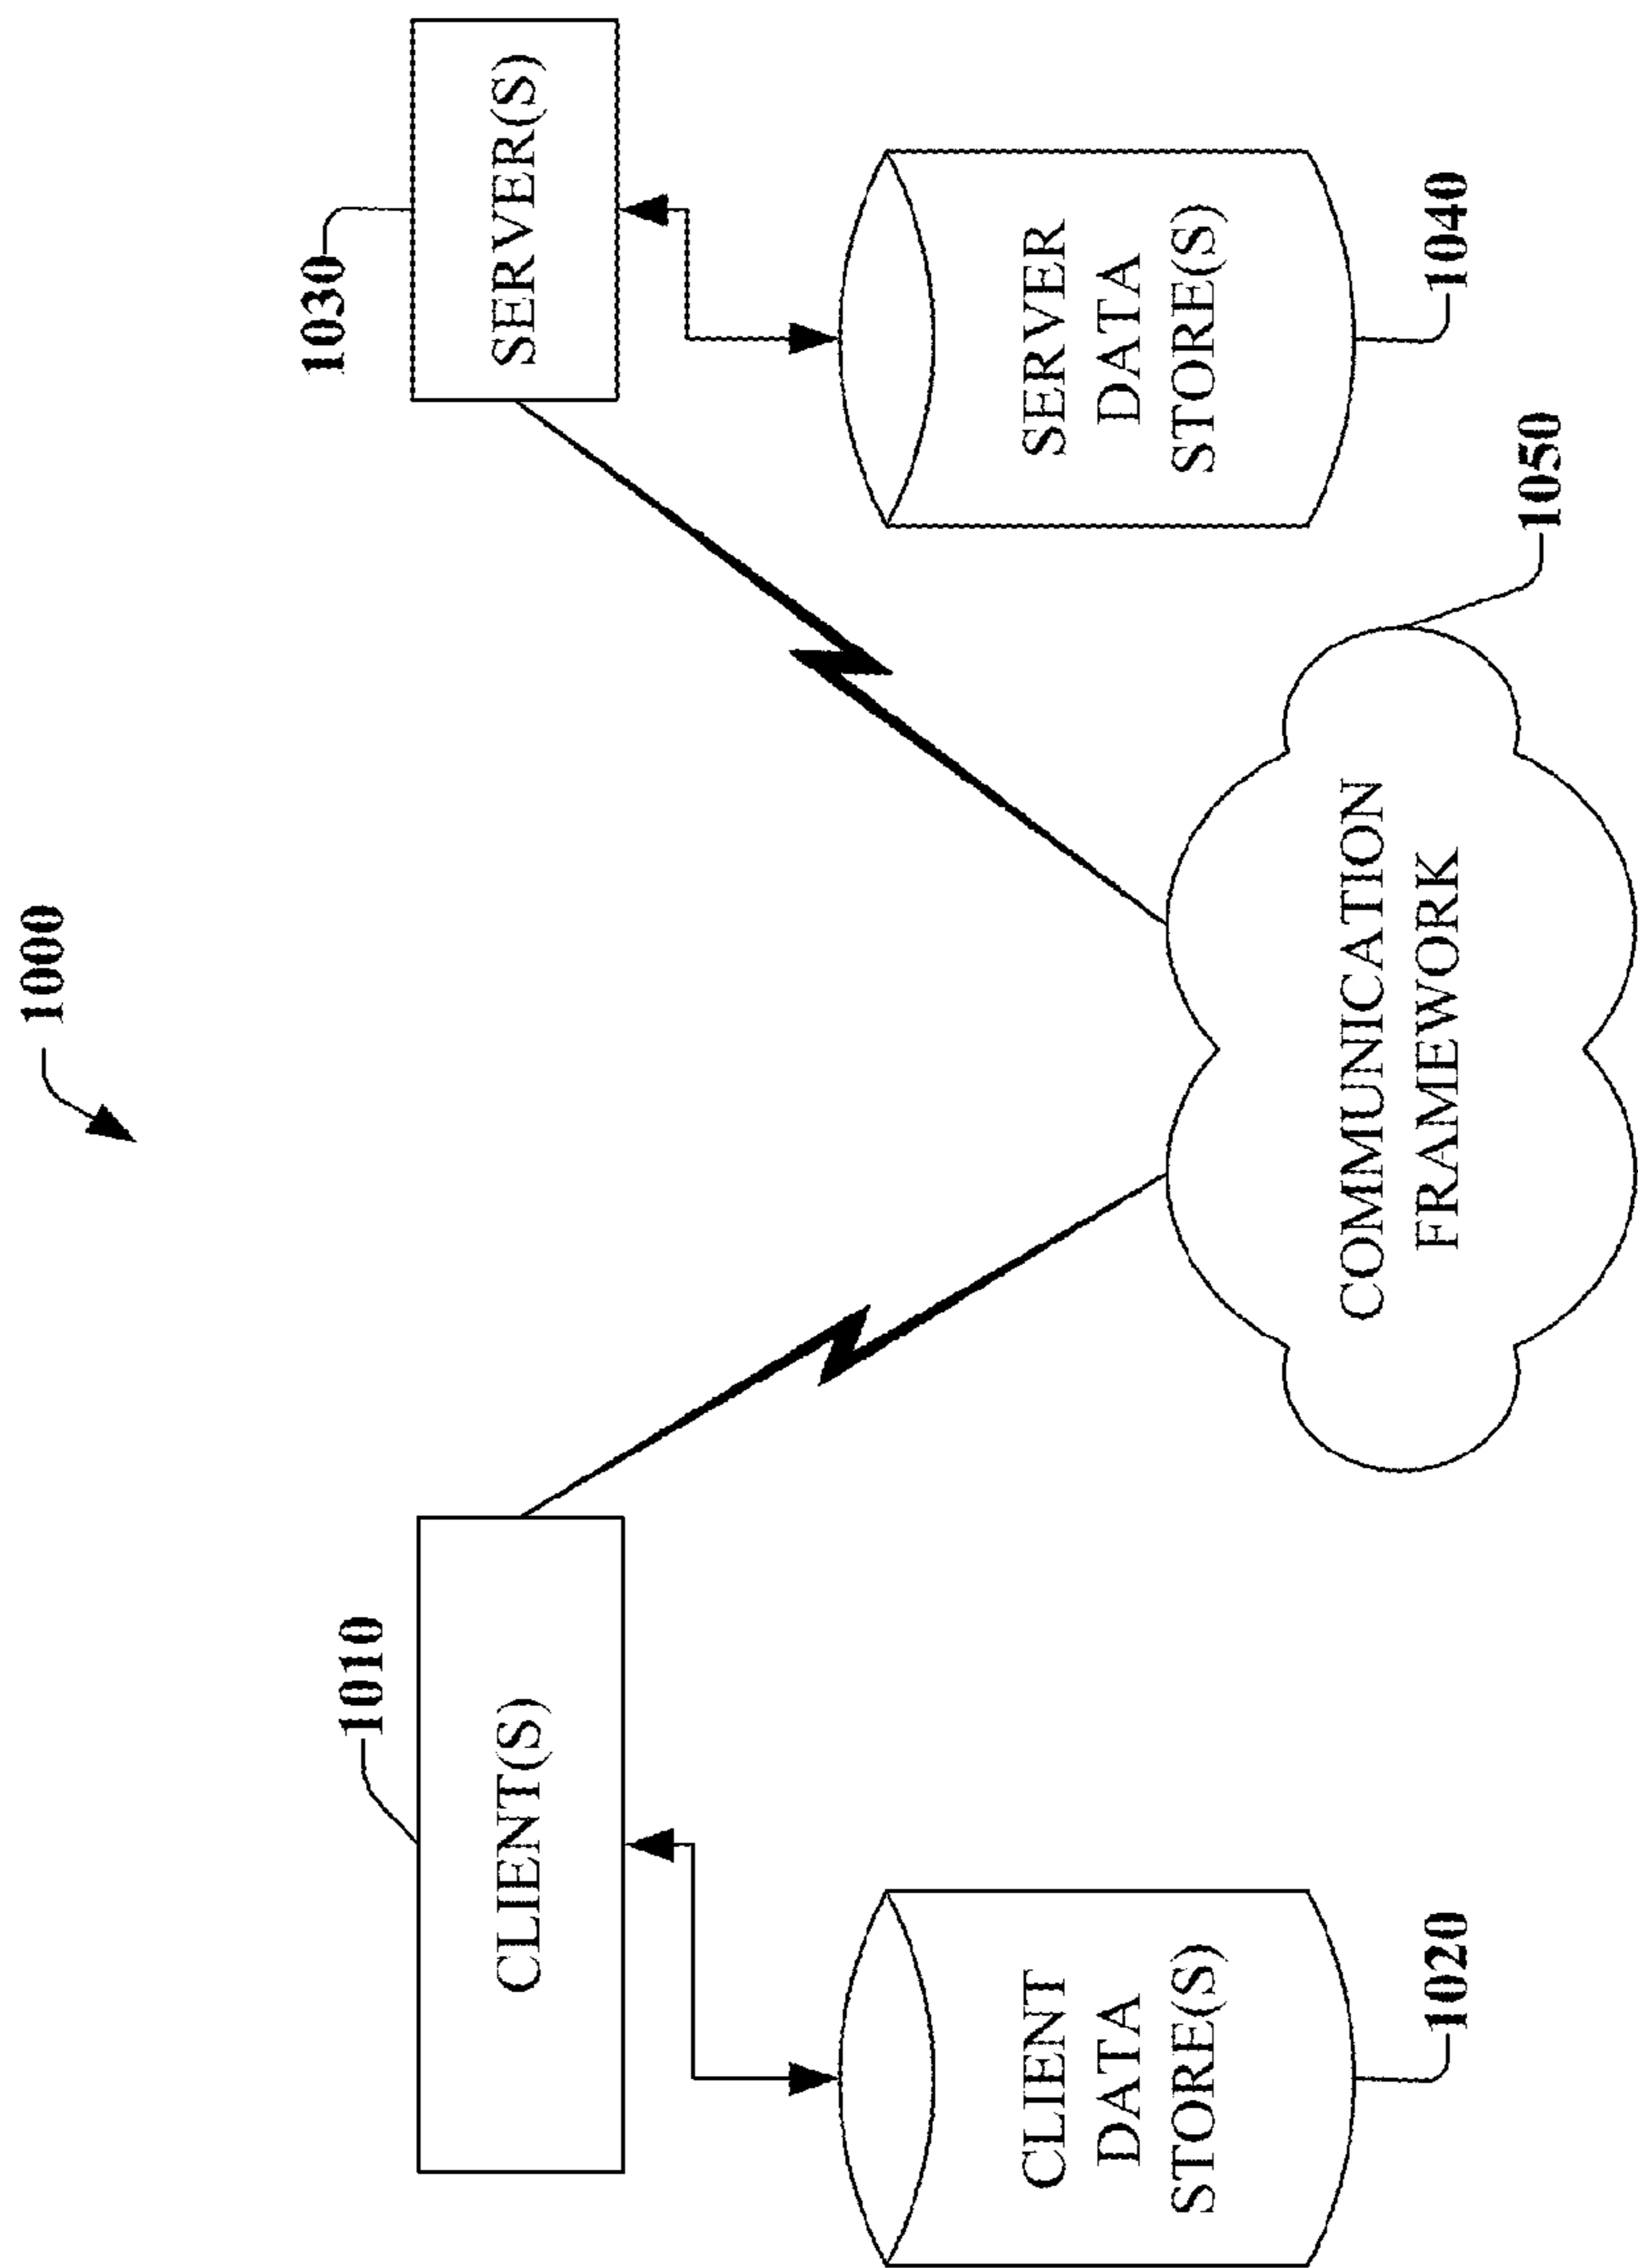 1000
1010
1030
CLIENT(S)
SERVER(S)
CLIENT
DATA
STORE(S)
SERVER
DATA
STORE(S)
COMMUNICATION
FRAMEWORK
1020
1040
1050